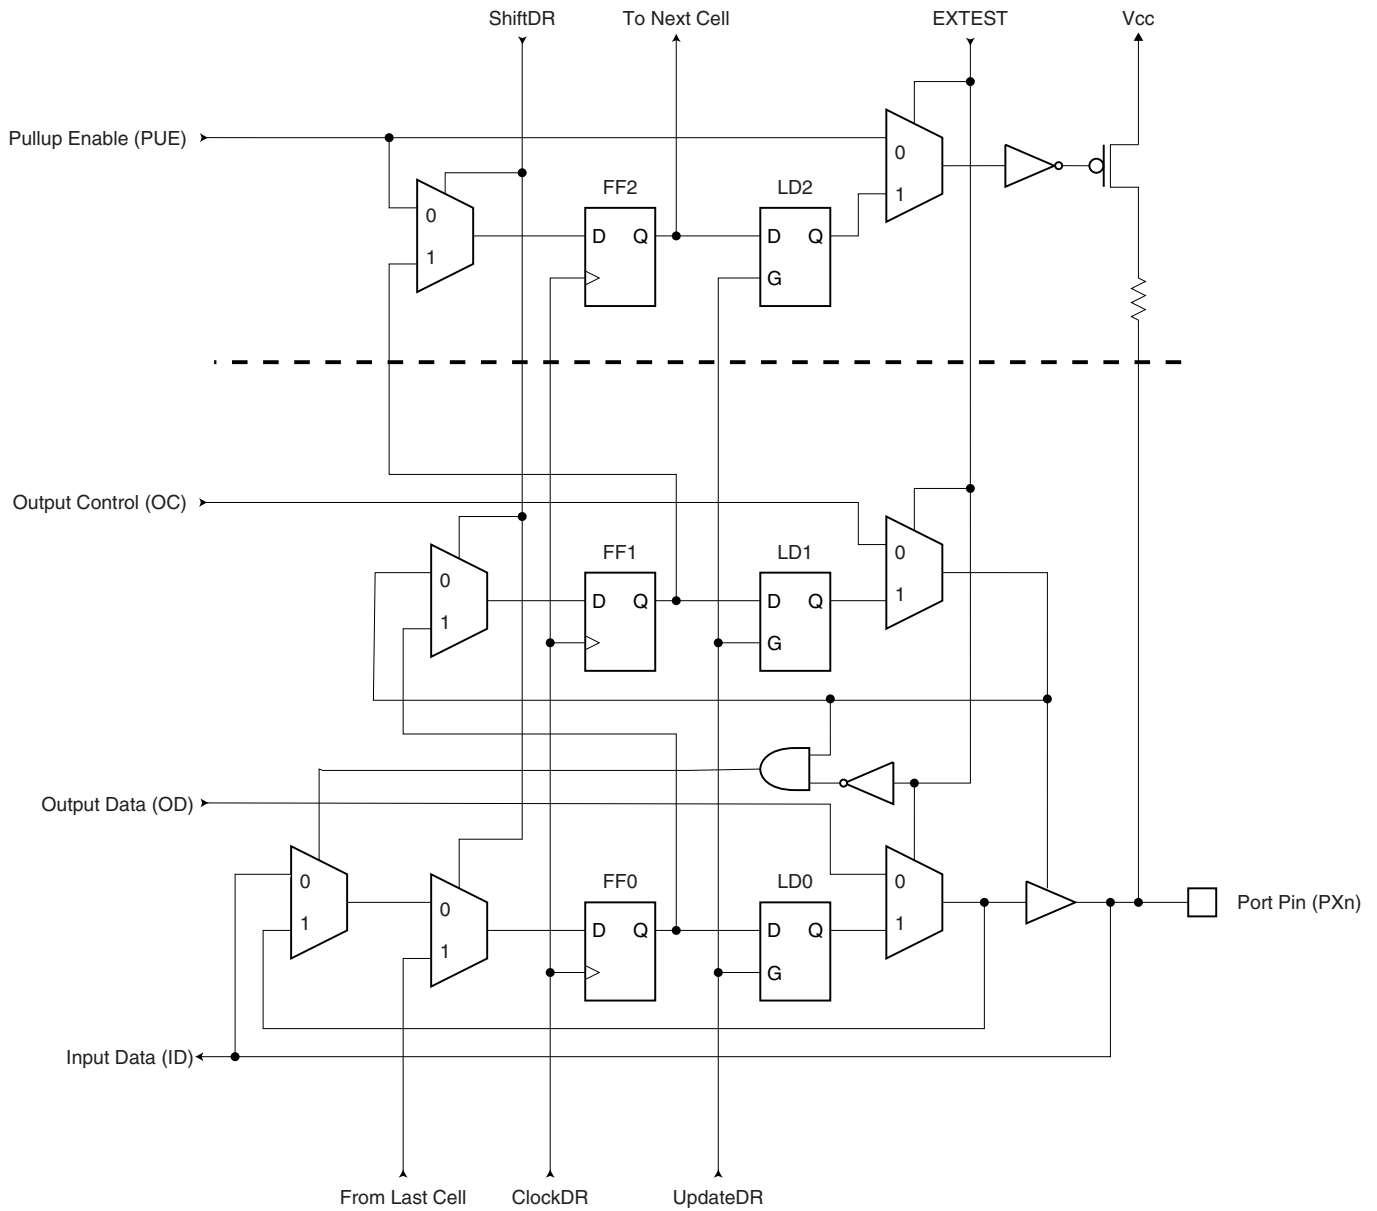 ShiftDR To Next Cell EXTEST Vcc
Pullup Enable (PUE)
0
1
FF2
D Q
LD2
D Q
G
0
1
Output Control (OC)
0
1
FF1
D Q
LD1
D Q
G
0
1
Output Data (OD)
0
1
0
1
FF0
D Q
LD0
D Q
G
0
1
Port Pin (PXn)
Input Data (ID)
From Last Cell ClockDR UpdateDR